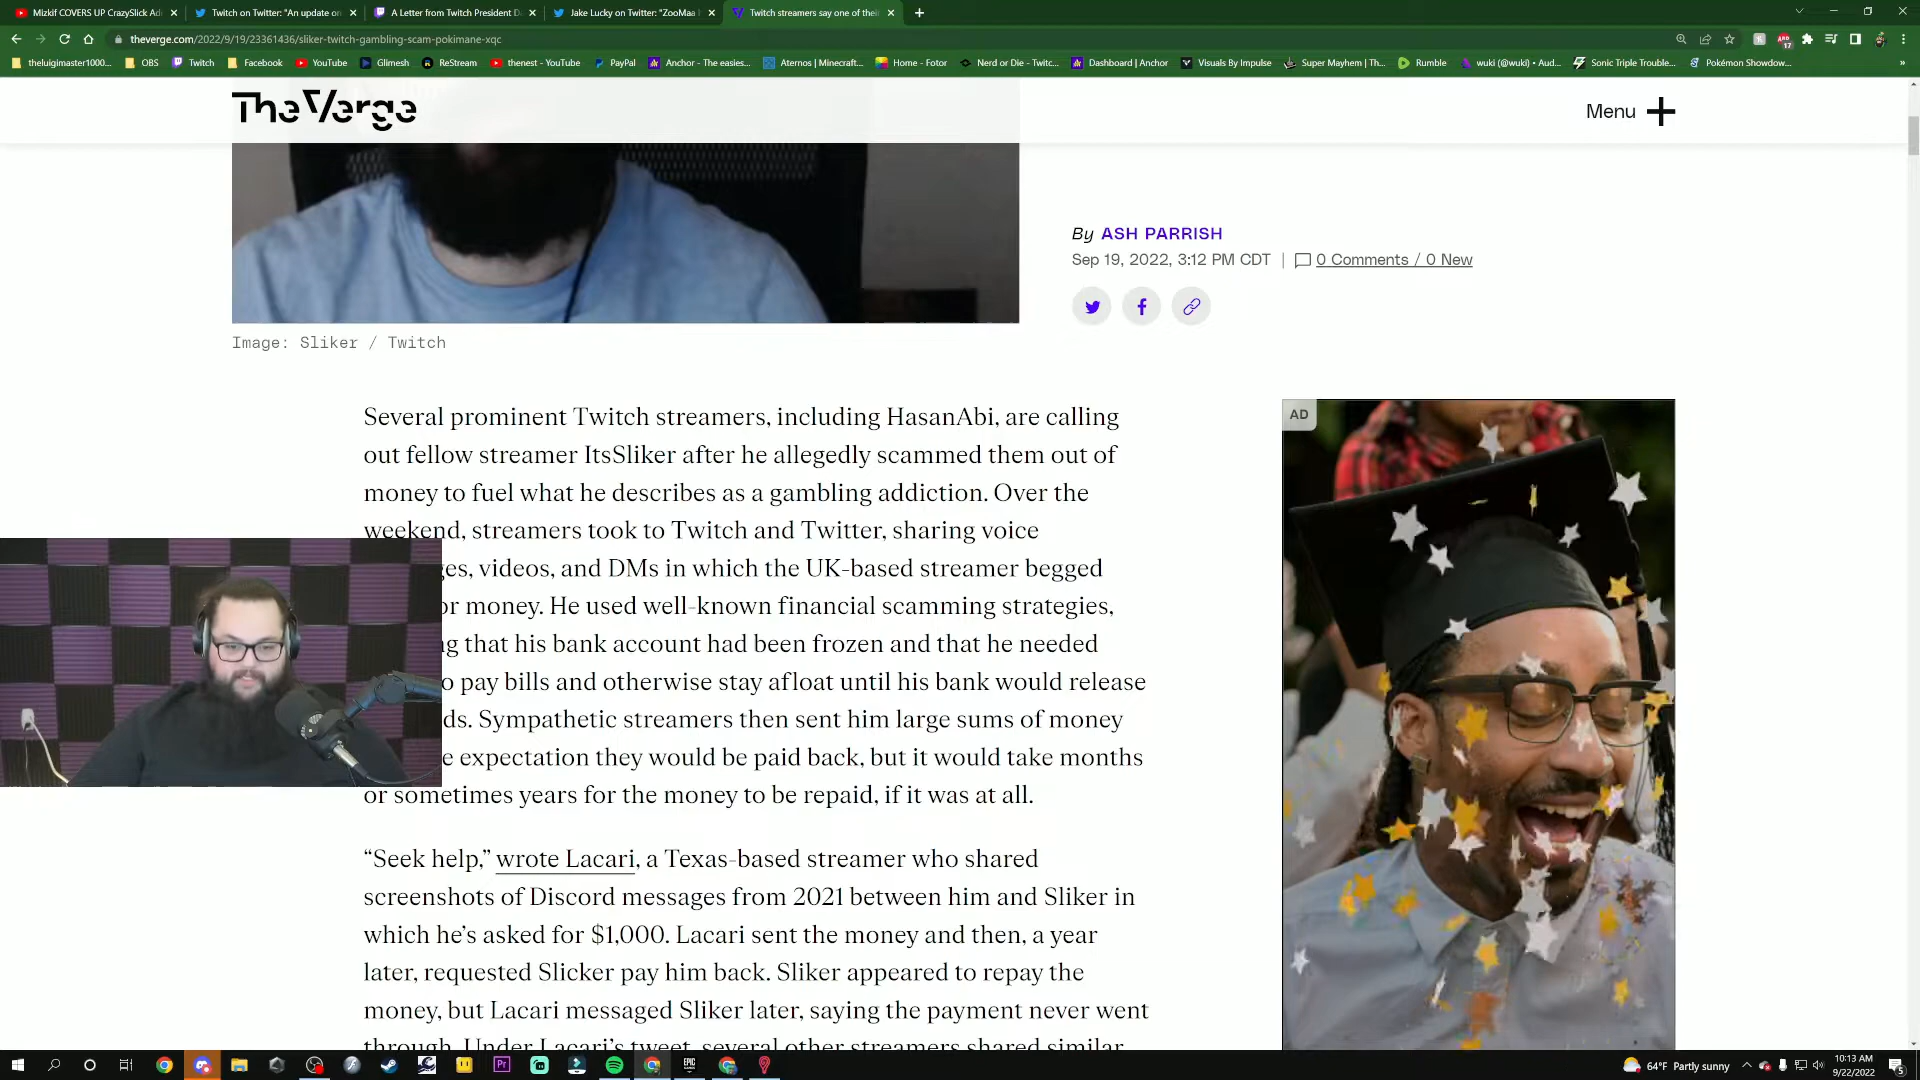 Mizkif COVERS UP CrazySlick
Twitch on Twitter: "An update on
A Letter from Twitch President D
Jake Lucky on Twitter: "ZooMaa
Twitch streamers say one of their
theverge.com/2022/9/19/23361436/sliker-twitch-gambling-scam-pokimane-xqc
theluigimaster1000...
OBS
Twitch
Facebook
YouTube
Glimesh
ReStream
thenest - YouTube
PayPal
Anchor - The easies...
Aternos | Minecraft...
Home - Fotor
Nerd or Die - Twitc...
Dashboard | Anchor
Visuals By Impulse
Super Mayhem | Th...
Rumble
wuki (@wuki) • Aud...
Sonic Triple Trouble...
Pokémon Showdow...
»
The Verge
Menu
By ASH PARRISH
Sep 19, 2022, 3:12 PM CDT | 0 Comments / 0 New
Image: Sliker / Twitch
Several prominent Twitch streamers, including HasanAbi, are calling
out fellow streamer ItsSliker after he allegedly scammed them out of
money to fuel what he describes as a gambling addiction. Over the
weekend, streamers took to Twitch and Twitter, sharing voice
ges, videos, and DMs in which the UK-based streamer begged
or money. He used well-known financial scamming strategies,
g that his bank account had been frozen and that he needed
o pay bills and otherwise stay afloat until his bank would release
ds. Sympathetic streamers then sent him large sums of money
e expectation they would be paid back, but it would take months
or sometimes years for the money to be repaid, if it was at all.
“Seek help,” wrote Lacari, a Texas-based streamer who shared
screenshots of Discord messages from 2021 between him and Sliker in
which he’s asked for $1,000. Lacari sent the money and then, a year
later, requested Slicker pay him back. Sliker appeared to repay the
money, but Lacari messaged Sliker later, saying the payment never went
through. Under Lacari’s tweet, several other streamers shared similar
AD
64°F Partly sunny
10:13 AM
9/22/2022